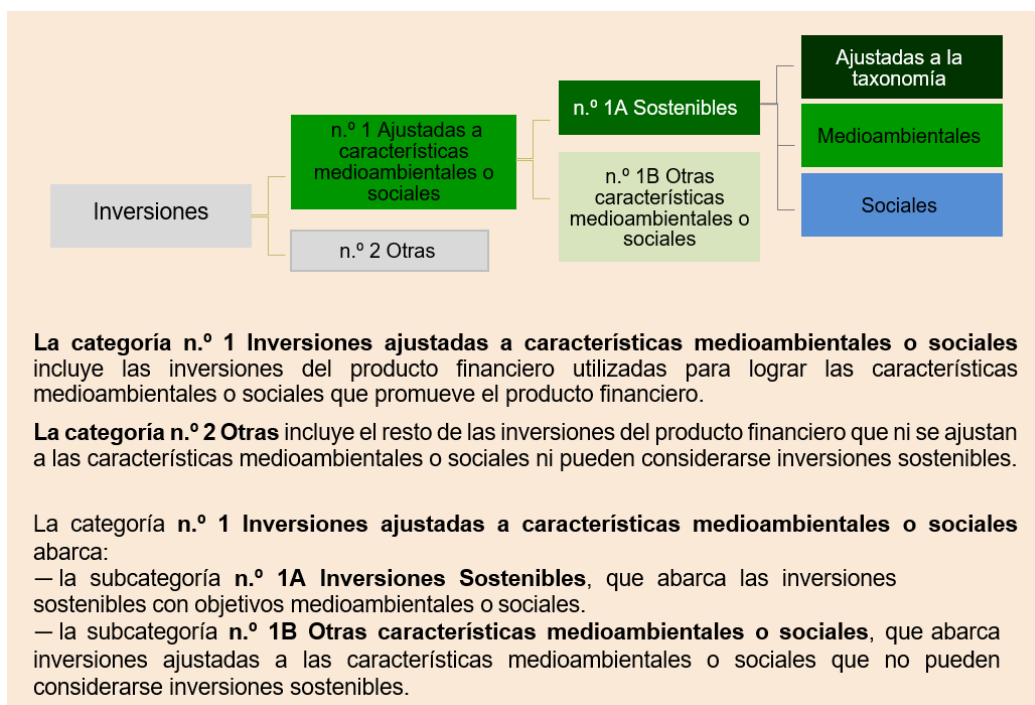 Inversiones
n.º 1 Ajustadas a
características
medioambientales o
sociales
n.º 2 Otras
n.º 1A Sostenibles
n.º 1B Otras
características
medioambientales o
sociales
Ajustadas a la
taxonomía
Medioambientales
Sociales
La categoría n.º 1 Inversiones ajustadas a características medioambientales o sociales
incluye las inversiones del producto financiero utilizadas para lograr las características
medioambientales o sociales que promueve el producto financiero.
La categoría n.º 2 Otras incluye el resto de las inversiones del producto financiero que ni se ajustan
a las características medioambientales o sociales ni pueden considerarse inversiones sostenibles.
La categoría n.º 1 Inversiones ajustadas a características medioambientales o sociales
abarca:
— la subcategoría n.º 1A Inversiones Sostenibles, que abarca las inversiones
sostenibles con objetivos medioambientales o sociales.
— la subcategoría n.º 1B Otras características medioambientales o sociales, que abarca
inversiones ajustadas a las características medioambientales o sociales que no pueden
considerarse inversiones sostenibles.